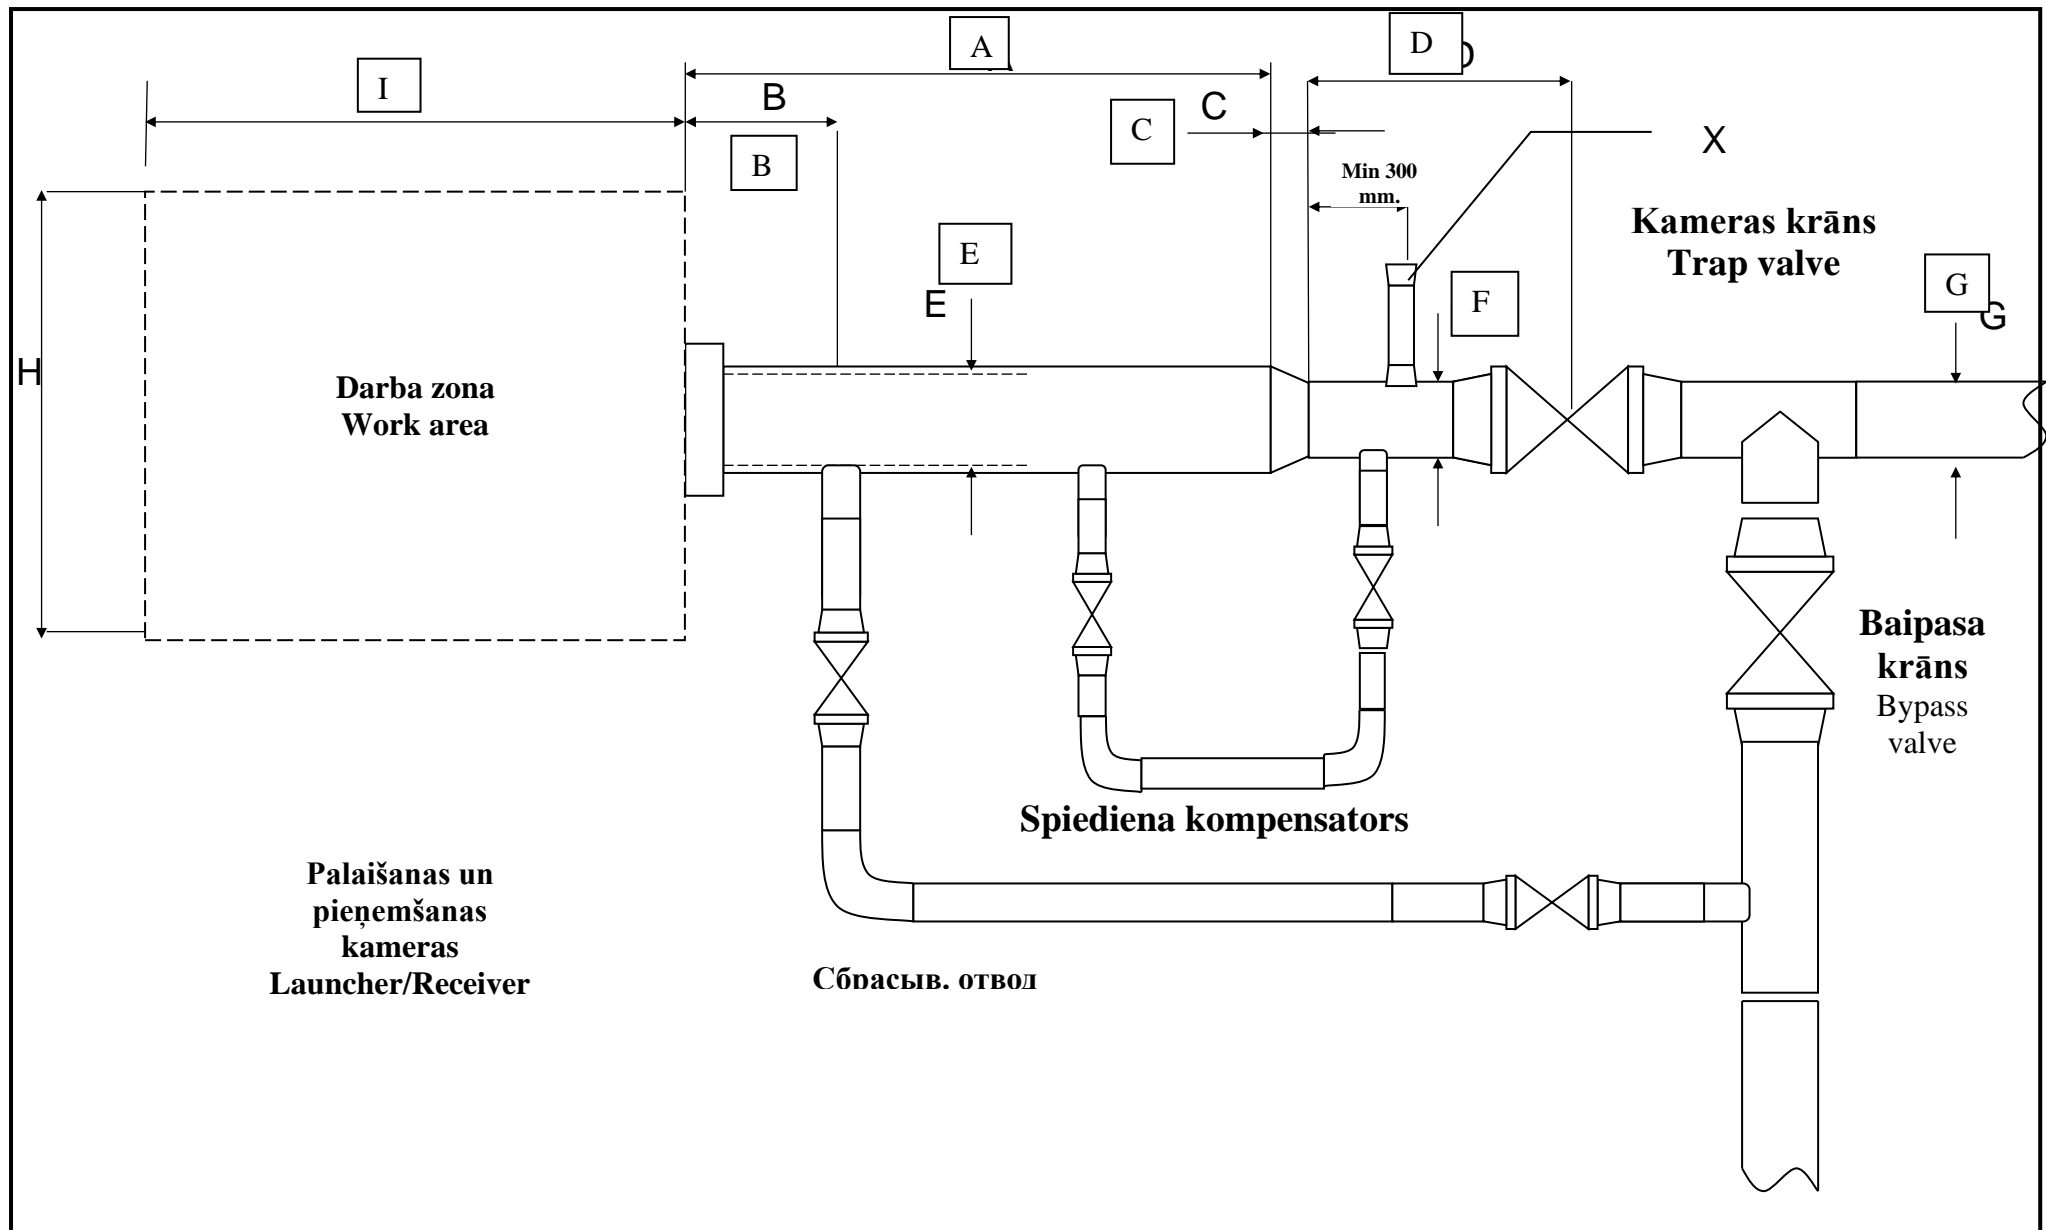 A
D
D
I
B
C
C
B
X
Min 300
mm.
Kameras krāns
Trap valve
E
E
F
G
G
H
Darba zona
Work area
Baipasa
krāns
Bypass
valve
Spiediena kompensators
Palaišanas un
pieņemšanas
kameras
Launcher/Receiver
Сбрасыв. отвод